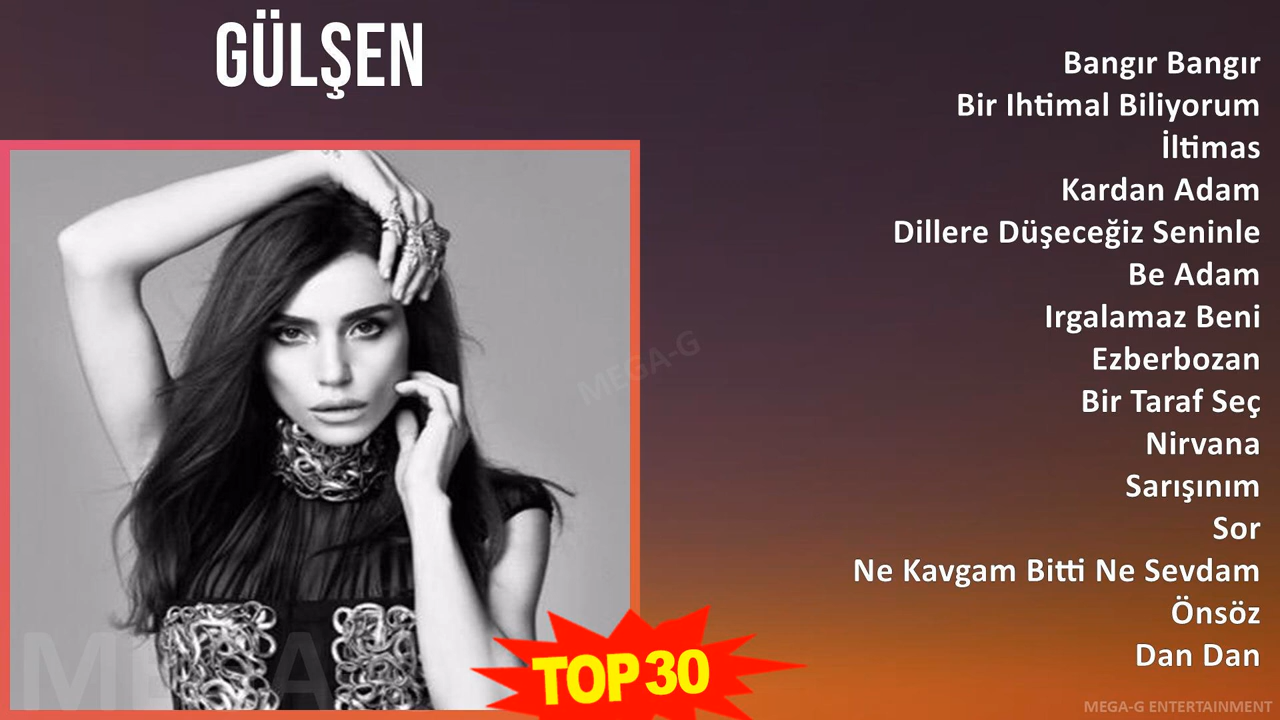 GÜLŞEN
Bangır Bangır
Bir Ihtimal Biliyorum
İltimas
Kardan Adam
Dillere Düşeceğiz Seninle
Be Adam
Irgalamaz Beni
Ezberbozan
Bir Taraf Seç
Nirvana
Sarışınım
Sor
Ne Kavgam Bitti Ne Sevdam
Önsöz
Dan Dan
MEGA-G
TOP 30
MEGA-G ENTERTAINMENT